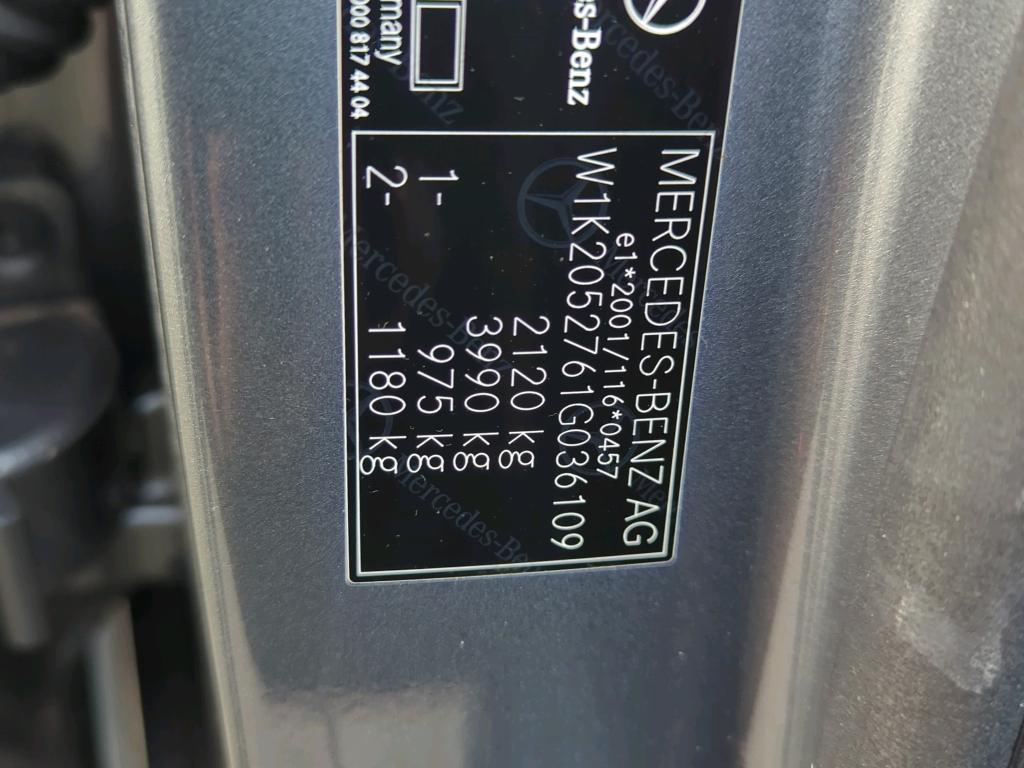 es-Benz
many
000 817 44 04
MERCEDES-BENZ AG
e1*2001/116*0457
W1K2052761G036109
2120 kg
3990 kg
1- 975 kg
2- 1180 kg